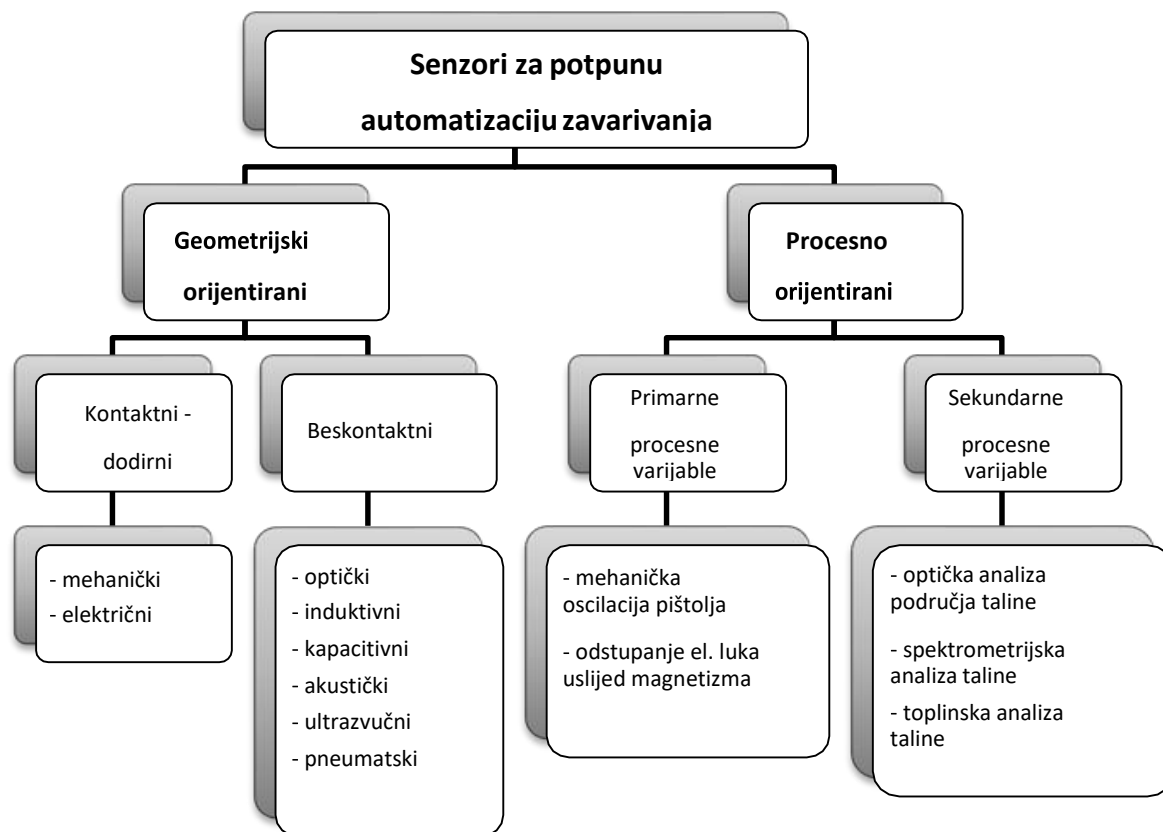 Senzori za potpunu
automatizaciju zavarivanja
Geometrijski
orijentirani
Procesno
orijentirani
Kontaktni -
dodirni
Beskontaktni
Primarne
procesne
varijable
Sekundarne
procesne
varijable
- mehanički
- električni
- optički
- induktivni
- kapacitivni
- akustički
- ultrazvučni
- pneumatski
- mehanička
oscilacija pištolja
- odstupanje el. luka
uslijed magnetizma
- optička analiza
područja taline
- spektrometrijska
analiza taline
- toplinska analiza
taline